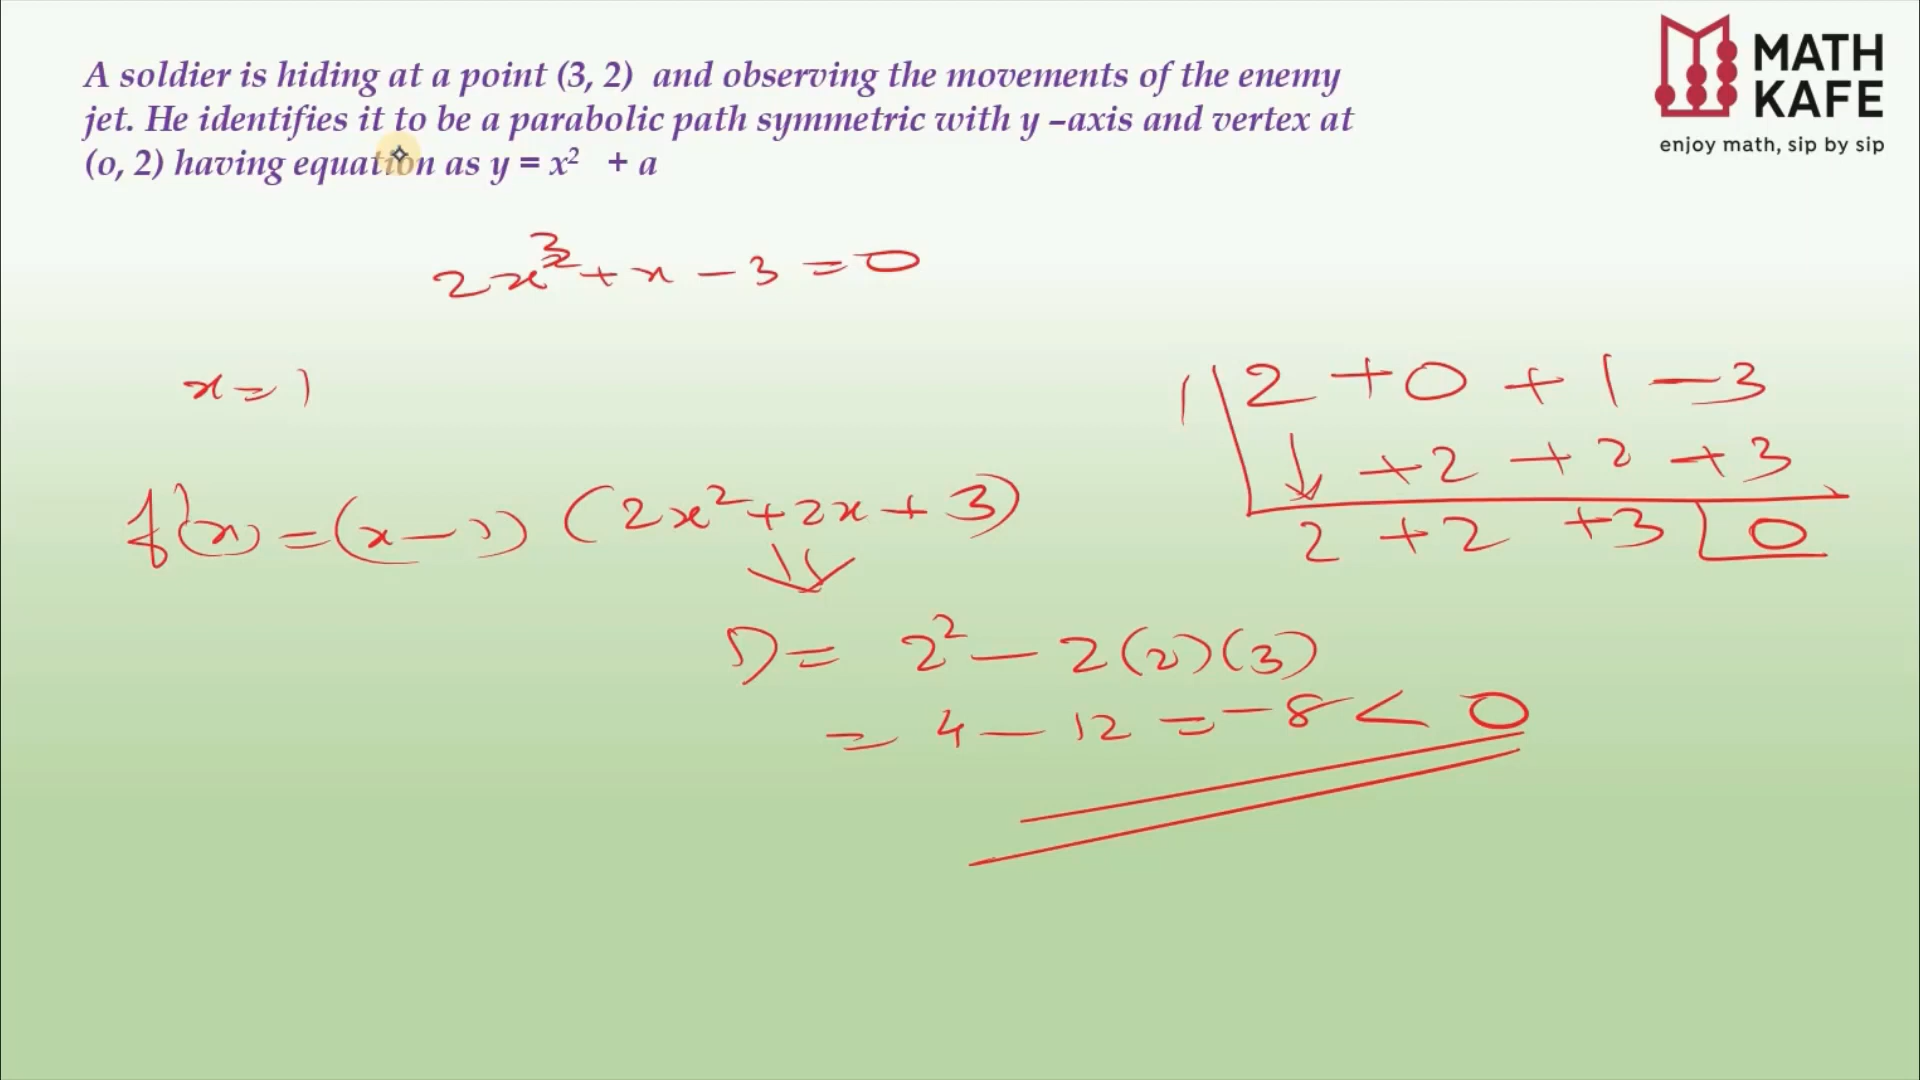 A soldier is hiding at a point (3, 2) and observing the movements of the enemy
jet. He identifies it to be a parabolic path symmetric with y –axis and vertex at
(0, 2) having equation as y = x² + a
MATH
KAFE
enjoy math, sip by sip
2x³ + x - 3 = 0
x = 1
1 | 2 + 0 + 1 - 3
↓ +2 +2 +3
2 +2 +3 | 0
f'(x) = (x - 1) (2x² + 2x + 3)
D = 2² - 2(2)(3)
= 4 - 12 = -8 < 0